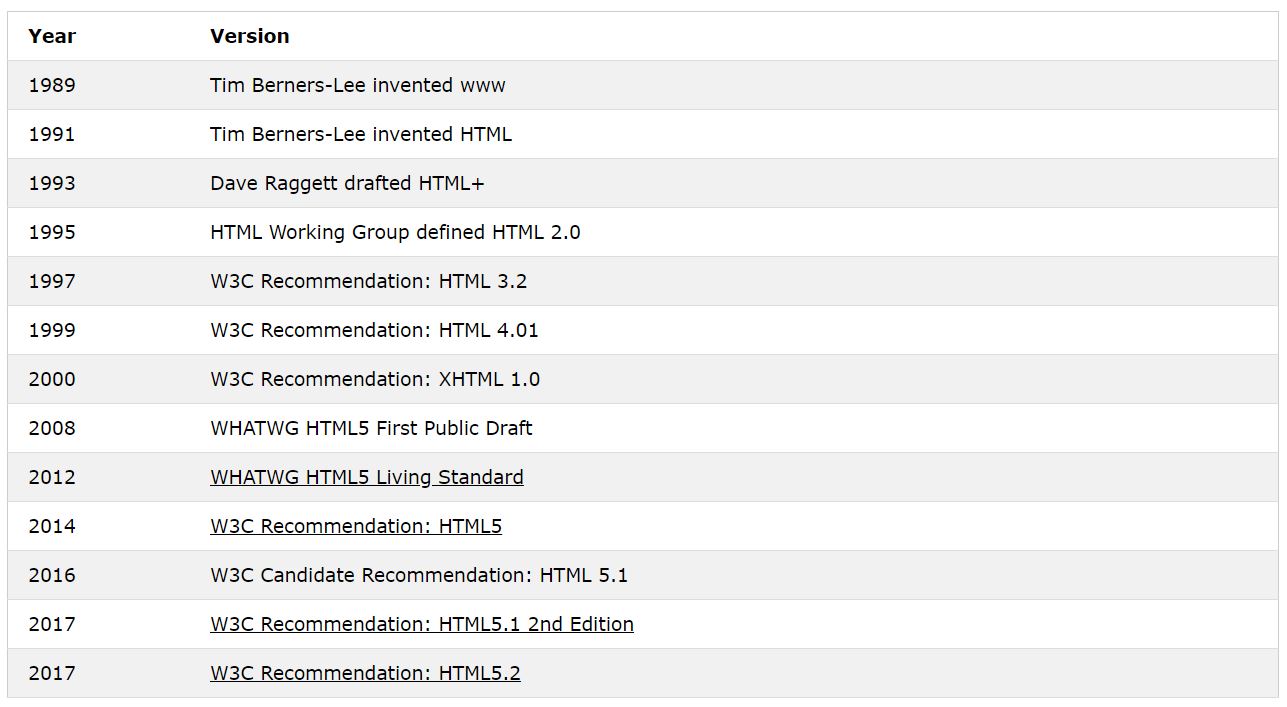 Year Version
1989 Tim Berners-Lee invented www
1991 Tim Berners-Lee invented HTML
1993 Dave Raggett drafted HTML+
1995 HTML Working Group defined HTML 2.0
1997 W3C Recommendation: HTML 3.2
1999 W3C Recommendation: HTML 4.01
2000 W3C Recommendation: XHTML 1.0
2008 WHATWG HTML5 First Public Draft
2012 WHATWG HTML5 Living Standard
2014 W3C Recommendation: HTML5
2016 W3C Candidate Recommendation: HTML 5.1
2017 W3C Recommendation: HTML5.1 2nd Edition
2017 W3C Recommendation: HTML5.2